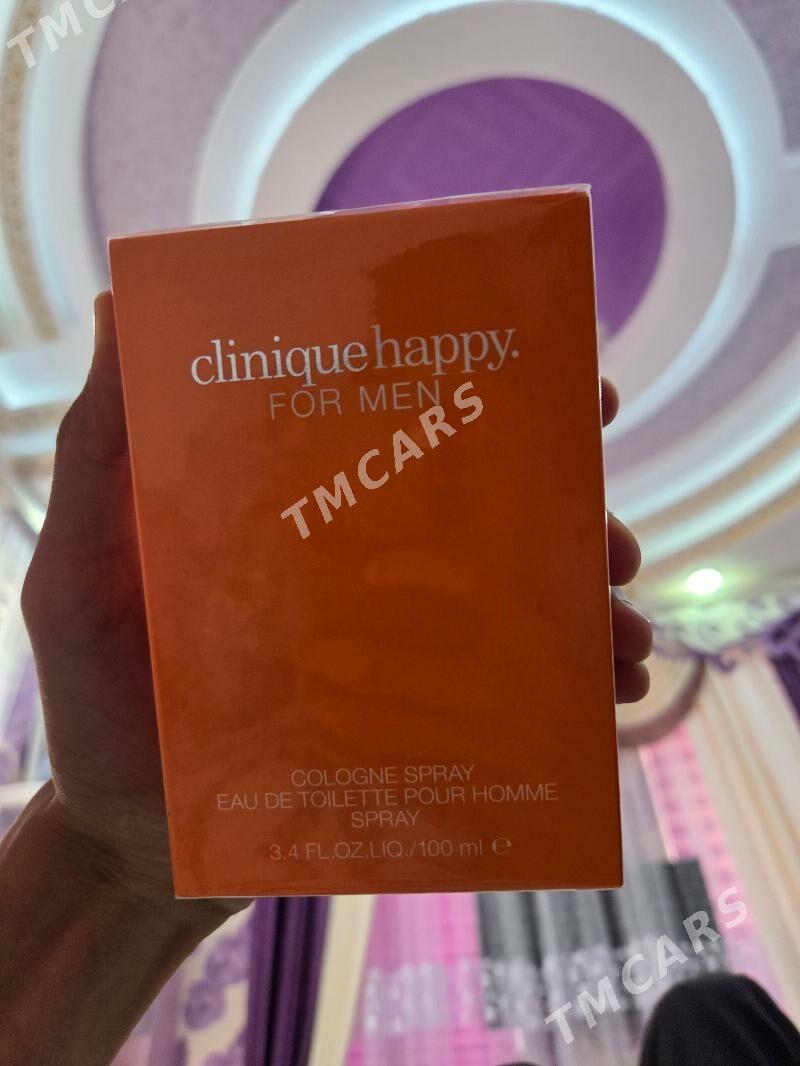 TMCARS
clinique happy.
FOR MEN
TMCARS
COLOGNE SPRAY
EAU DE TOILETTE POUR HOMME
SPRAY
3.4 FL.OZ.LIQ./100 ml ℮
TMCARS